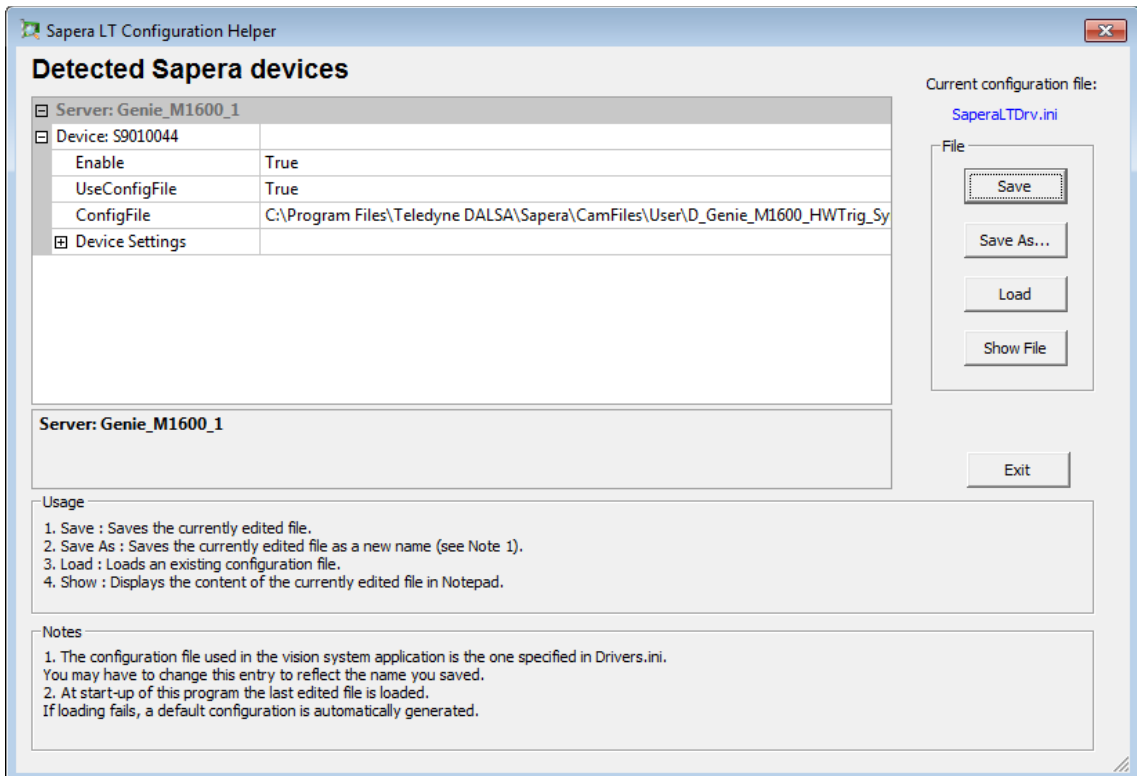 Sapera LT Configuration Helper
Detected Sapera devices
Current configuration file:
SaperaLTDrv.ini
Server: Genie_M1600_1
Device: S9010044
Enable True
UseConfigFile True
ConfigFile C:\Program Files\Teledyne DALSA\Sapera\CamFiles\User\D_Genie_M1600_HWTrig_Sy
Device Settings
File
Save
Save As...
Load
Show File
Server: Genie_M1600_1
Exit
Usage
1. Save : Saves the currently edited file.
2. Save As : Saves the currently edited file as a new name (see Note 1).
3. Load : Loads an existing configuration file.
4. Show : Displays the content of the currently edited file in Notepad.
Notes
1. The configuration file used in the vision system application is the one specified in Drivers.ini.
You may have to change this entry to reflect the name you saved.
2. At start-up of this program the last edited file is loaded.
If loading fails, a default configuration is automatically generated.